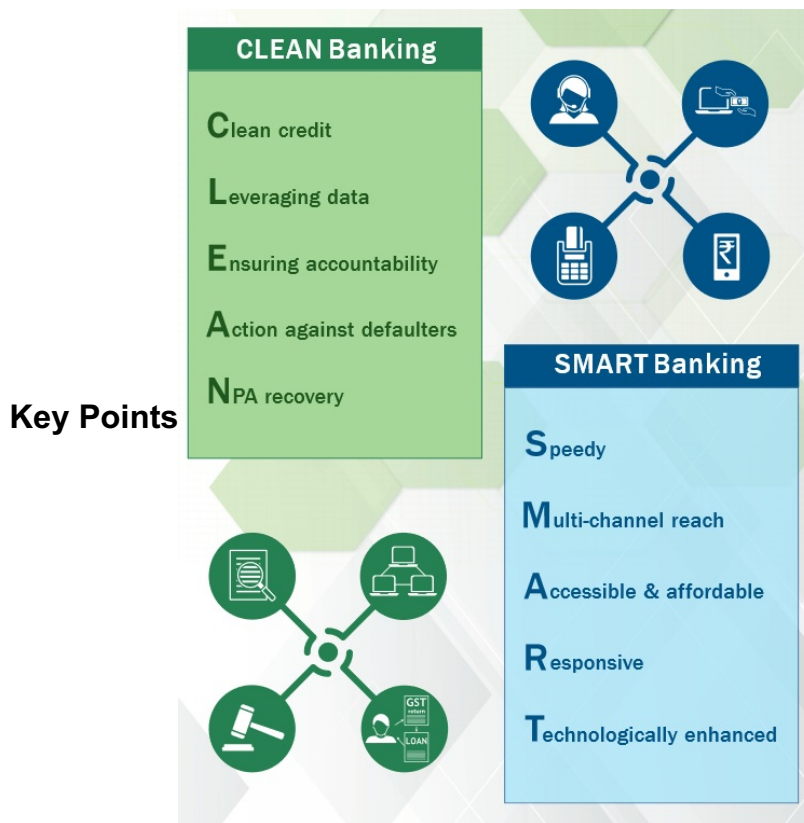 CLEAN Banking
Clean credit
Leveraging data
Ensuring accountability
Action against defaulters
NPA recovery
Key Points
₹
SMART Banking
Speedy
Multi-channel reach
Accessible & affordable
Responsive
Technologically enhanced
GST
return
LOAN